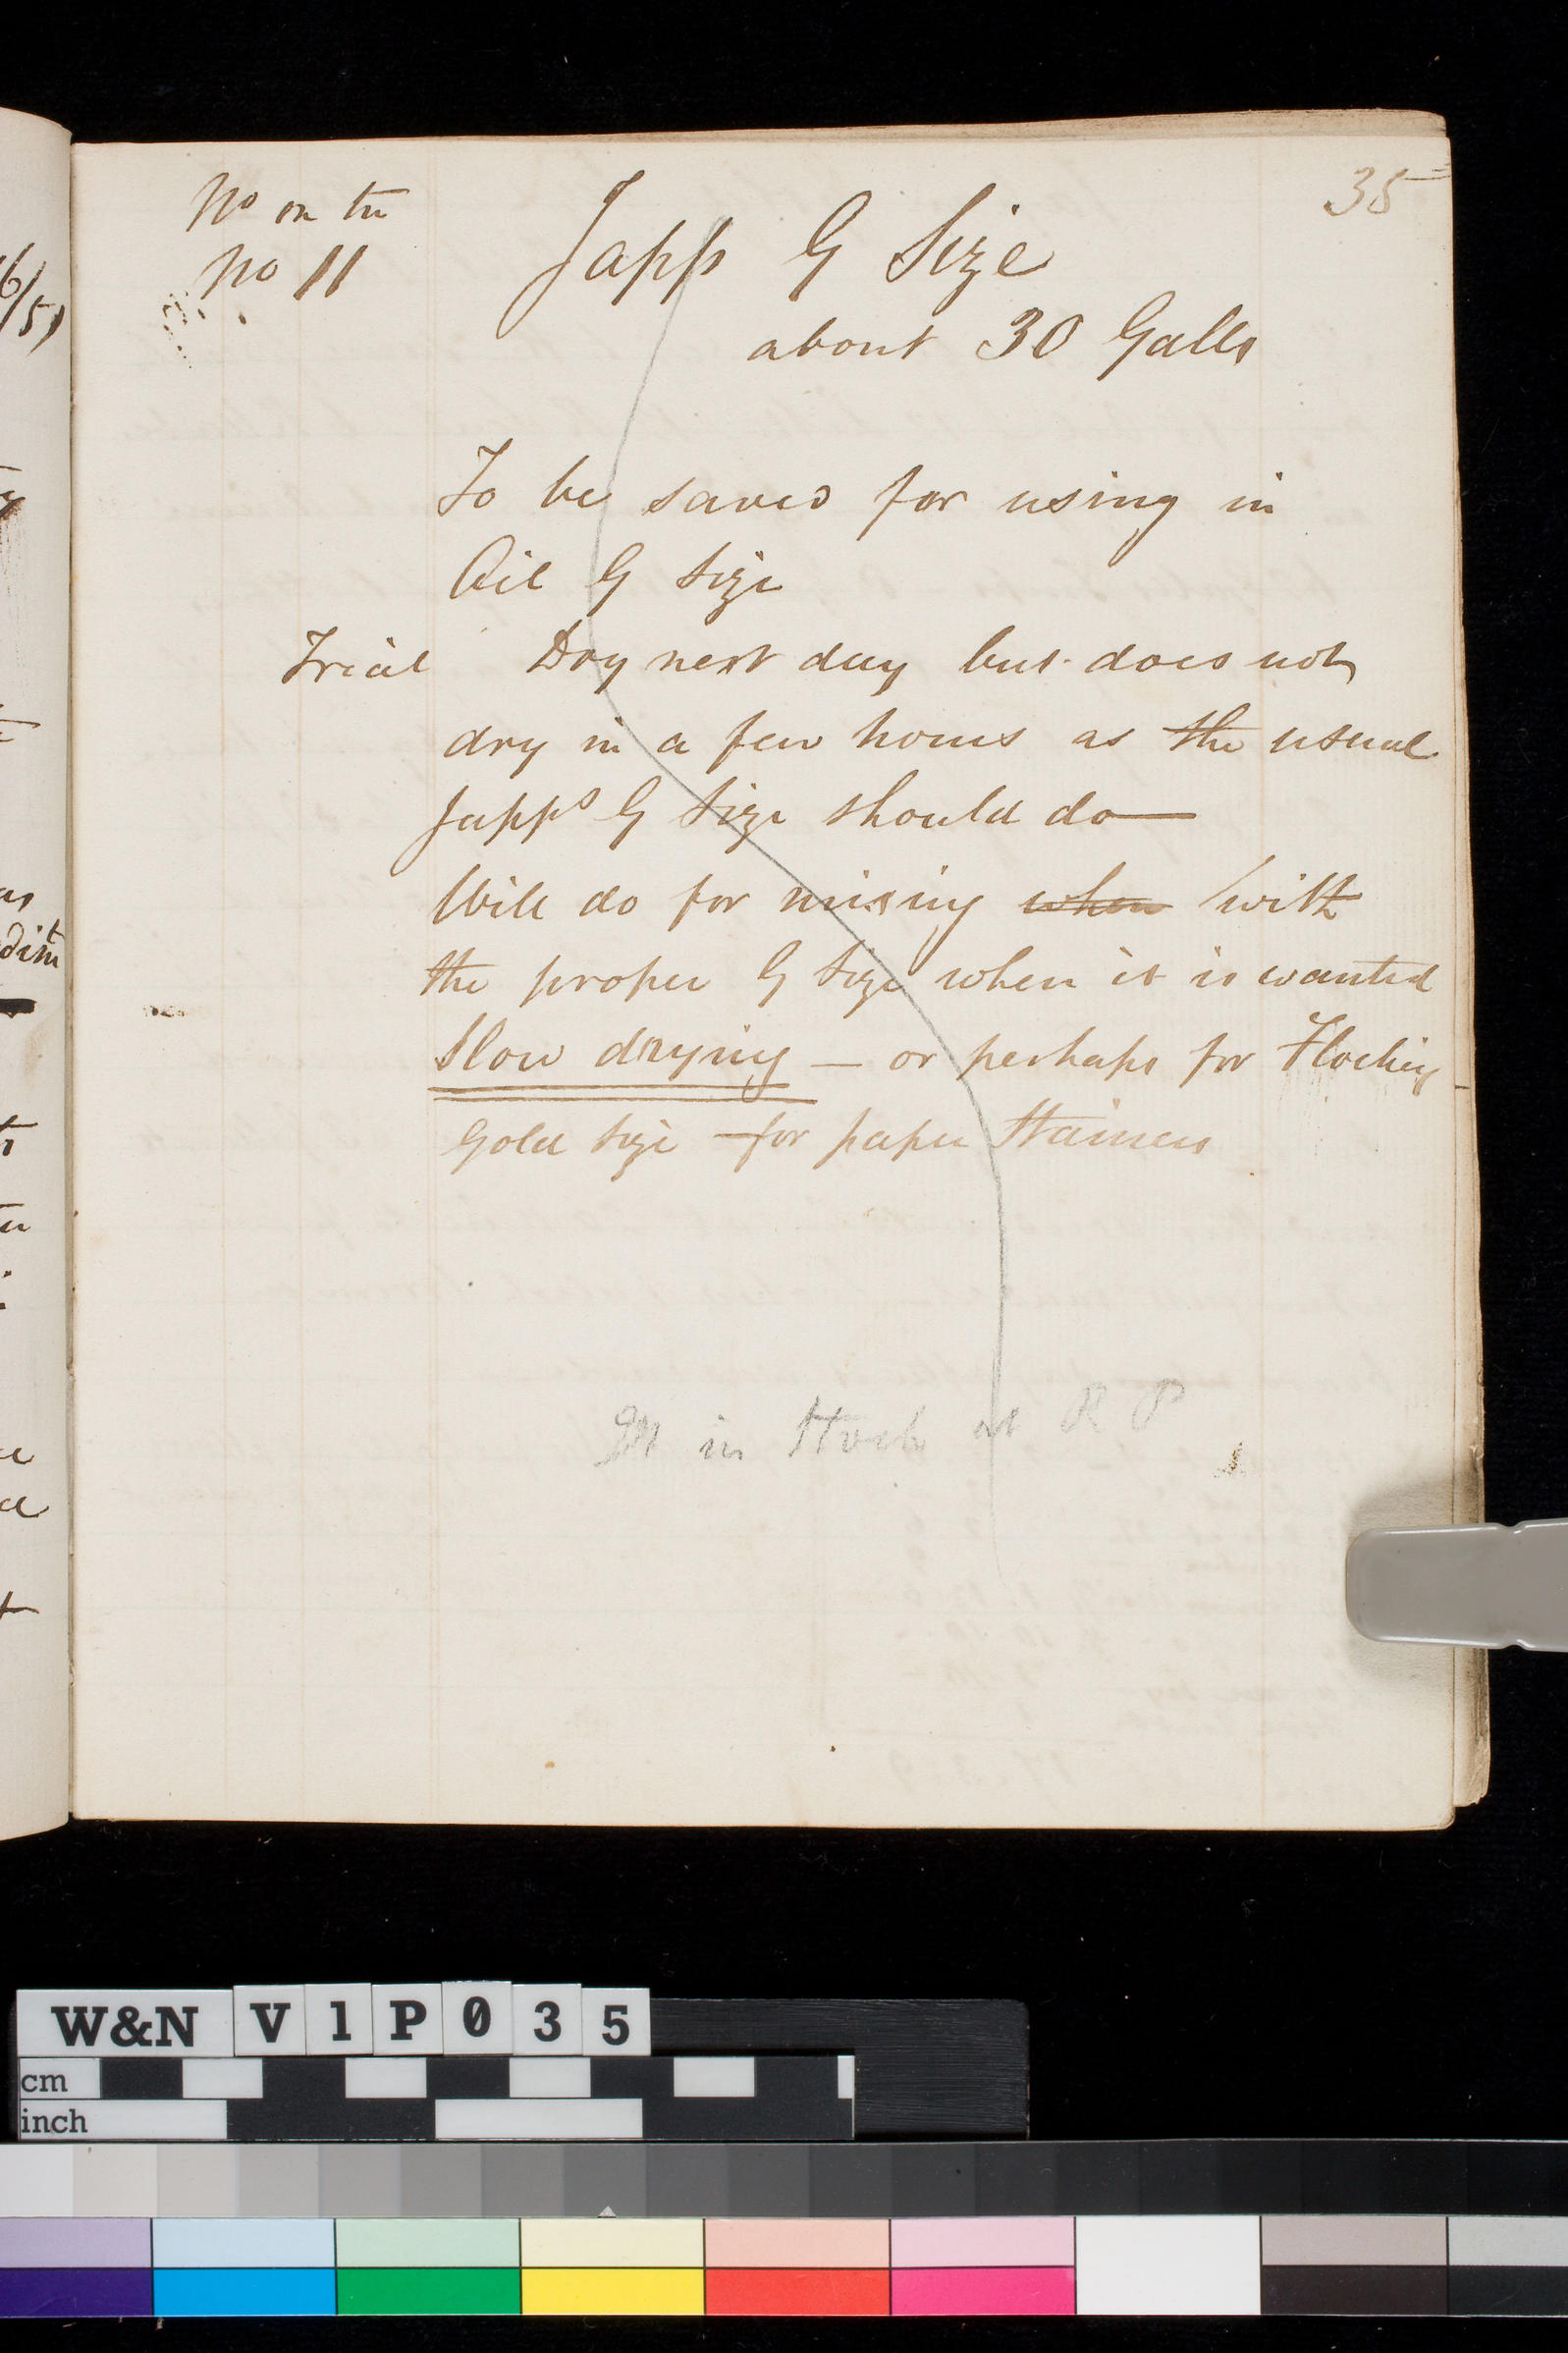 35
No on tin
No 11
Japp G Size
about 30 Galls
To be saved for using in
Oil G Size
Trial Dry next day but does not
dry in a few hours as the usual
Japps G Size should do—
Will do for mixing when with
the proper G Size when it is wanted
Slow drying — or perhaps for Flocking
Gold Size — for paper Stainers
in Stock at R P
W&N V1P035
cm
inch